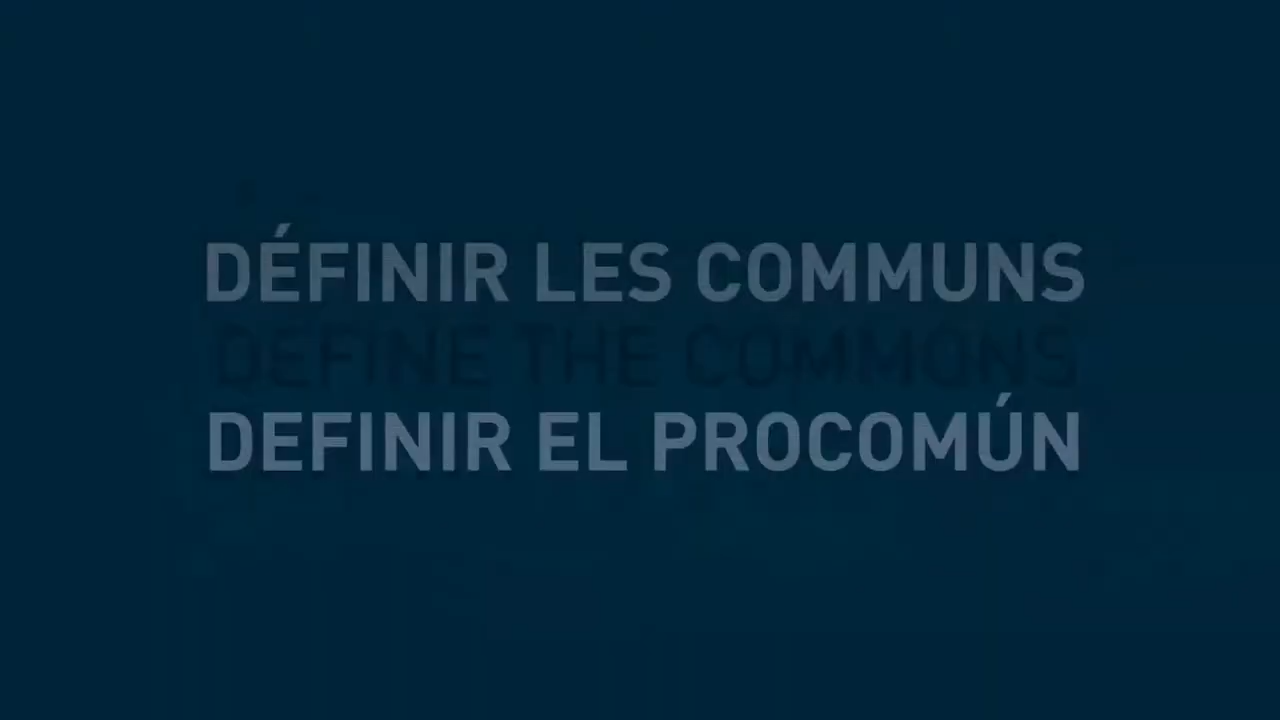 DÉFINIR LES COMMUNS
DEFINE THE COMMONS
DEFINIR EL PROCOMÚN